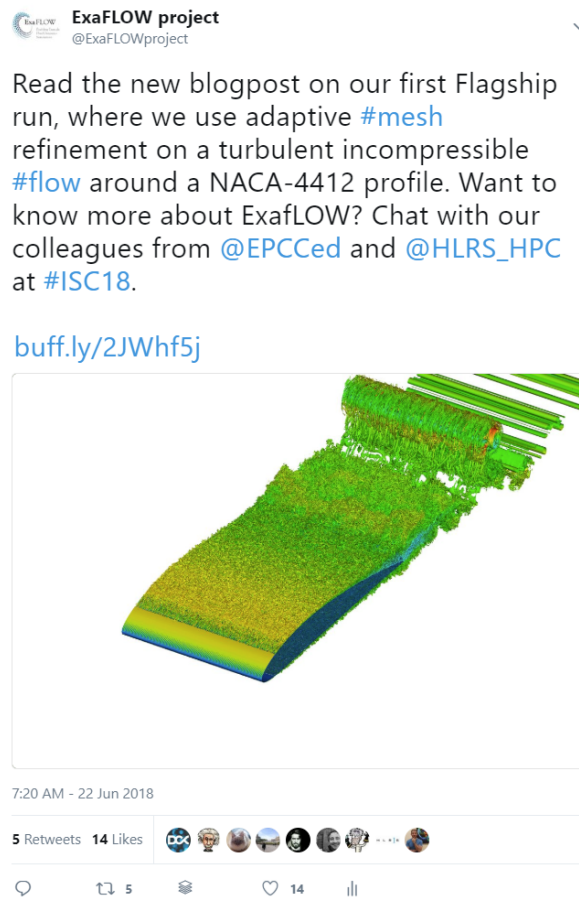 ExaFLOW
ExaFLOW project
@ExaFLOWproject
Read the new blogpost on our first Flagship
run, where we use adaptive #mesh
refinement on a turbulent incompressible
#flow around a NACA-4412 profile. Want to
know more about ExafLOW? Chat with our
colleagues from @EPCCed and @HLRS_HPC
at #ISC18.
buff.ly/2JWhf5j
7:20 AM - 22 Jun 2018
5 Retweets 14 Likes
DCX
5
14